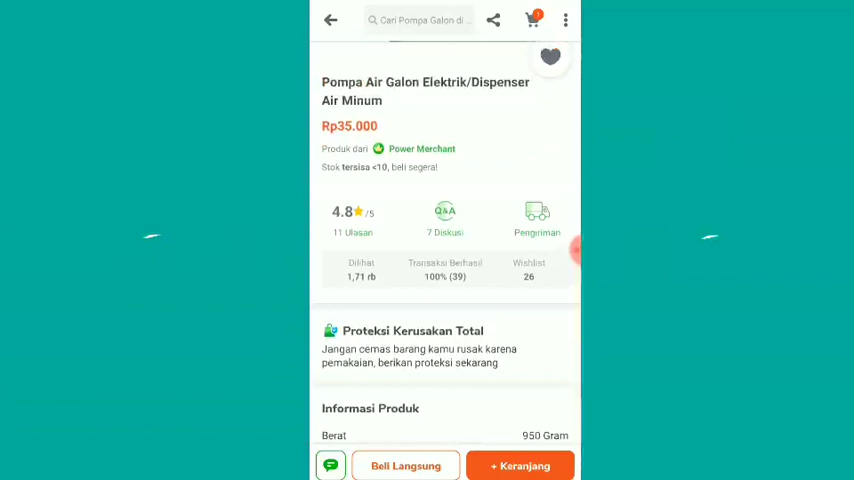 Cari Pompa Galon di ...
1
Pompa Air Galon Elektrik/Dispenser
Air Minum
Rp35.000
Produk dari Power Merchant
Stok tersisa <10, beli segera!
4.8 /5
Q&A
11 Ulasan
7 Diskusi
Pengiriman
Dilihat
Transaksi Berhasil
Wishlist
1,71 rb
100% (39)
26
Proteksi Kerusakan Total
Jangan cemas barang kamu rusak karena
pemakaian, berikan proteksi sekarang
Informasi Produk
Berat
950 Gram
Beli Langsung
+ Keranjang